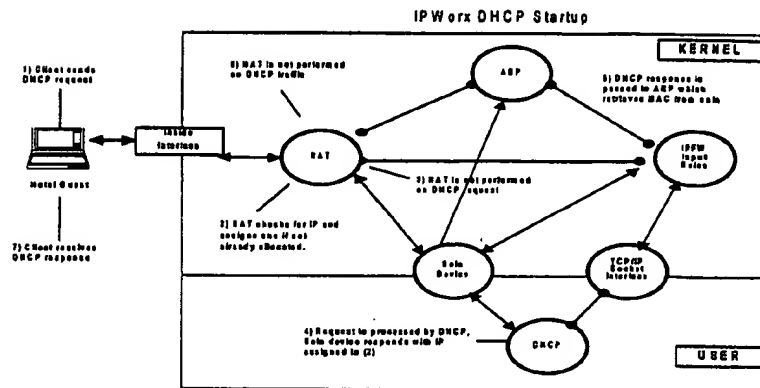 IPWorx DHCP Startup
KERNEL
1) Client sends
DHCP request
6) NAT is not performed
on DHCP traffic
ARP
5) DHCP response is
passed to ARP which
retrieves MAC from soln
Inside
Interface
NAT
IPFW
Input
Rules
Hotel Guest
3) NAT is not performed
on DHCP request
2) NAT checks for IP and
assigns one if not
already allocated.
7) Client receives
DHCP response
Soln
Device
TCP/IP
Socket
Interface
4) Request is processed by DHCP,
Soln device responds with IP
assigned in (2)
DHCP
USER